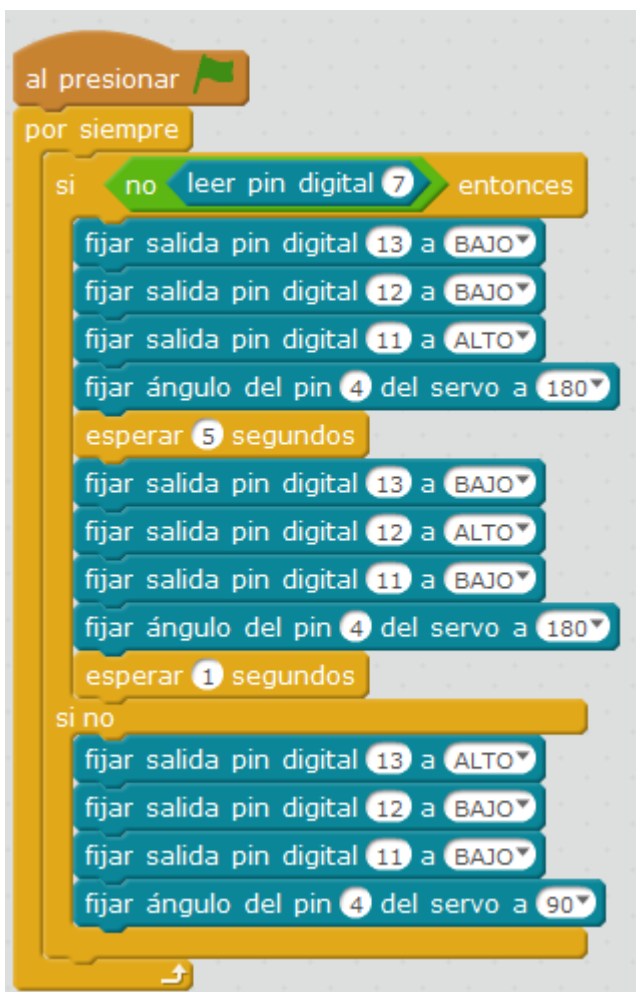 al presionar
por siempre
si no leer pin digital 7 entonces
fijar salida pin digital 13 a BAJO
fijar salida pin digital 12 a BAJO
fijar salida pin digital 11 a ALTO
fijar ángulo del pin 4 del servo a 180
esperar 5 segundos
fijar salida pin digital 13 a BAJO
fijar salida pin digital 12 a ALTO
fijar salida pin digital 11 a BAJO
fijar ángulo del pin 4 del servo a 180
esperar 1 segundos
si no
fijar salida pin digital 13 a ALTO
fijar salida pin digital 12 a BAJO
fijar salida pin digital 11 a BAJO
fijar ángulo del pin 4 del servo a 90